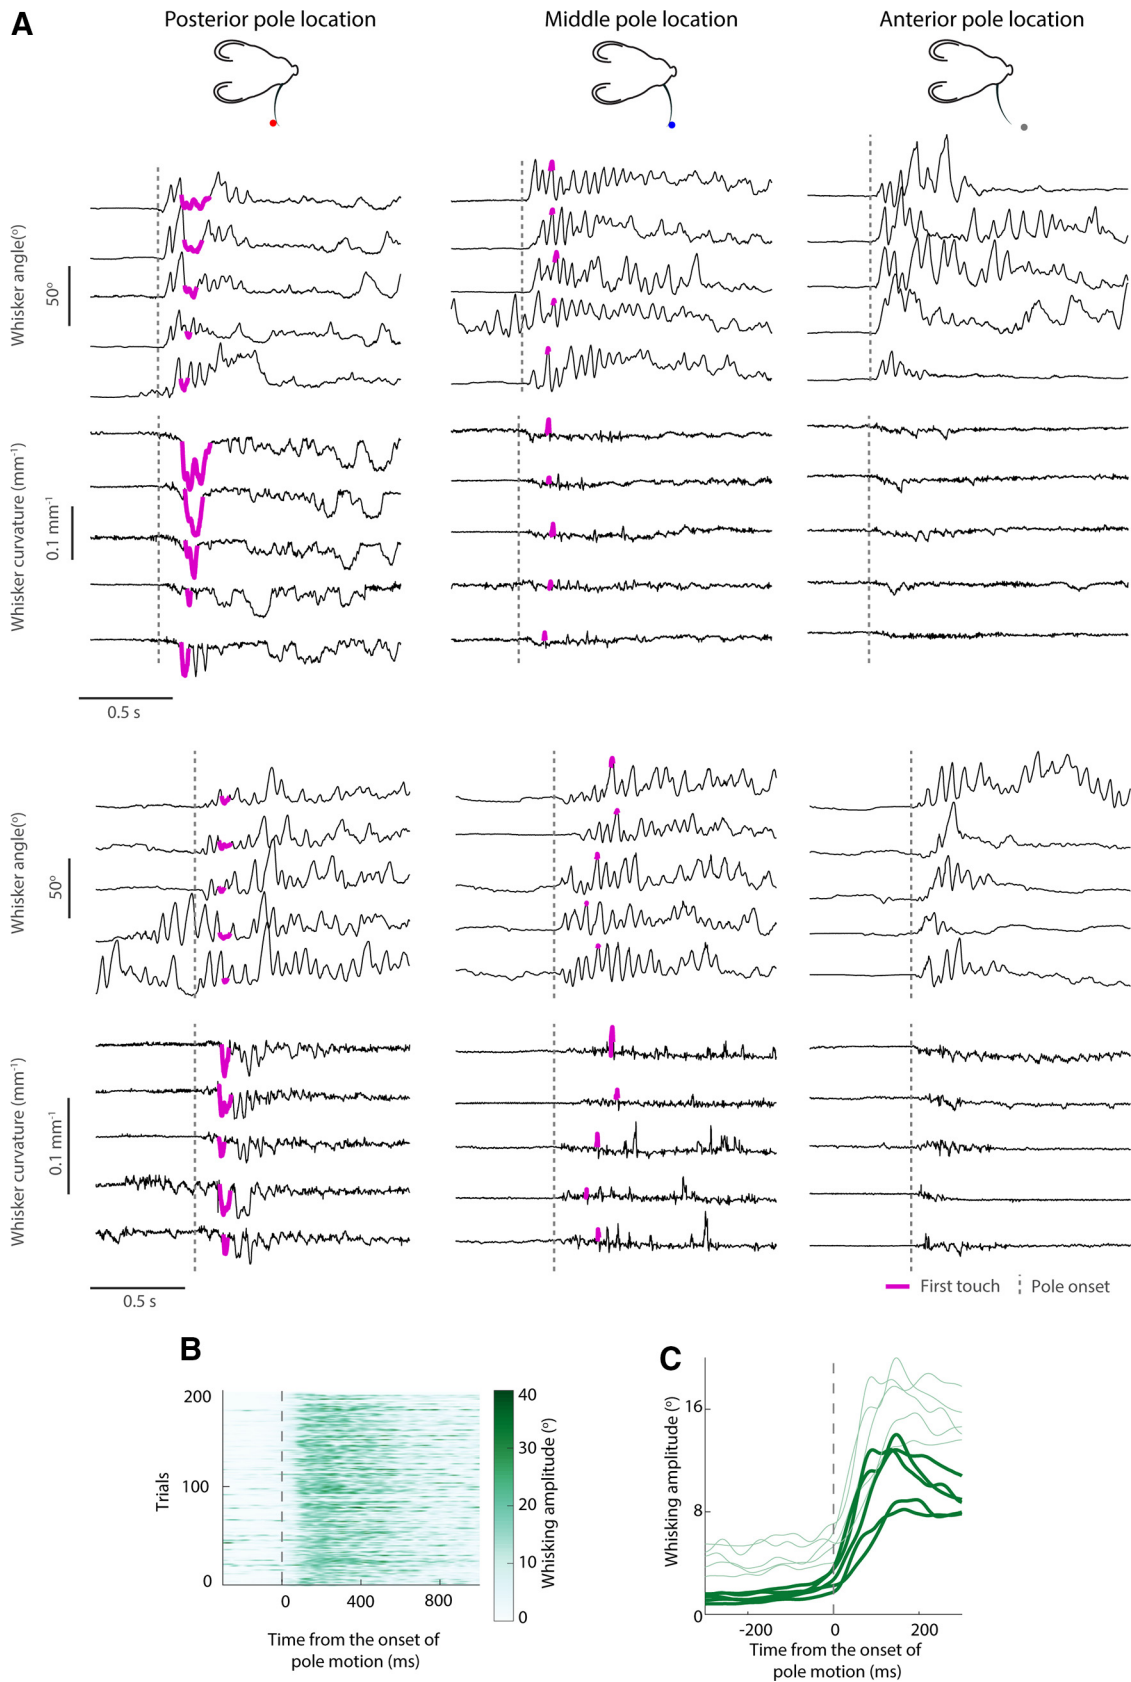 A
Posterior pole location
Middle pole location
Anterior pole location
Whisker angle(°)
50°
Whisker curvature (mm⁻¹)
0.1 mm⁻¹
0.5 s
Whisker angle(°)
50°
Whisker curvature (mm⁻¹)
0.1 mm⁻¹
0.5 s
First touch
Pole onset
B
200
100
0
Trials
0
400
800
Time from the onset of
pole motion (ms)
40
30
20
10
0
Whisking amplitude (°)
C
16
8
0
Whisking amplitude (°)
-200
0
200
Time from the onset of
pole motion (ms)